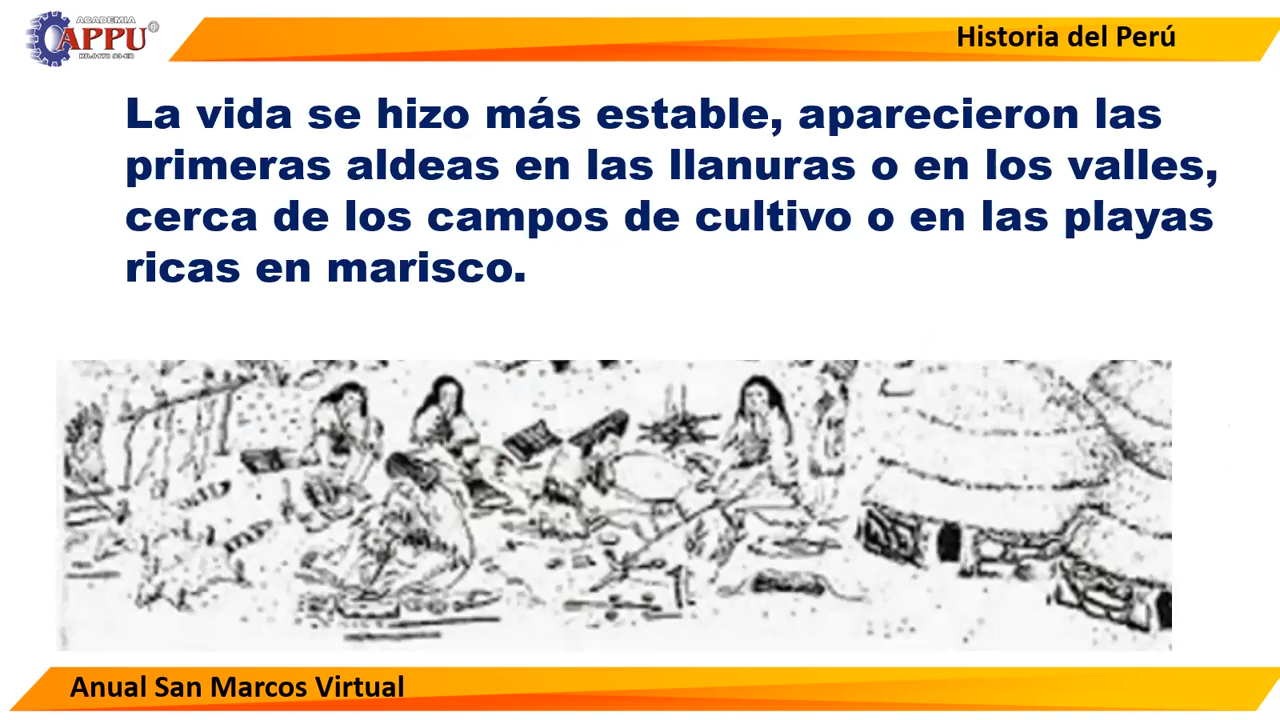 ACADEMIA
APPU®
Historia del Perú
La vida se hizo más estable, aparecieron las
primeras aldeas en las llanuras o en los valles,
cerca de los campos de cultivo o en las playas
ricas en marisco.
Anual San Marcos Virtual